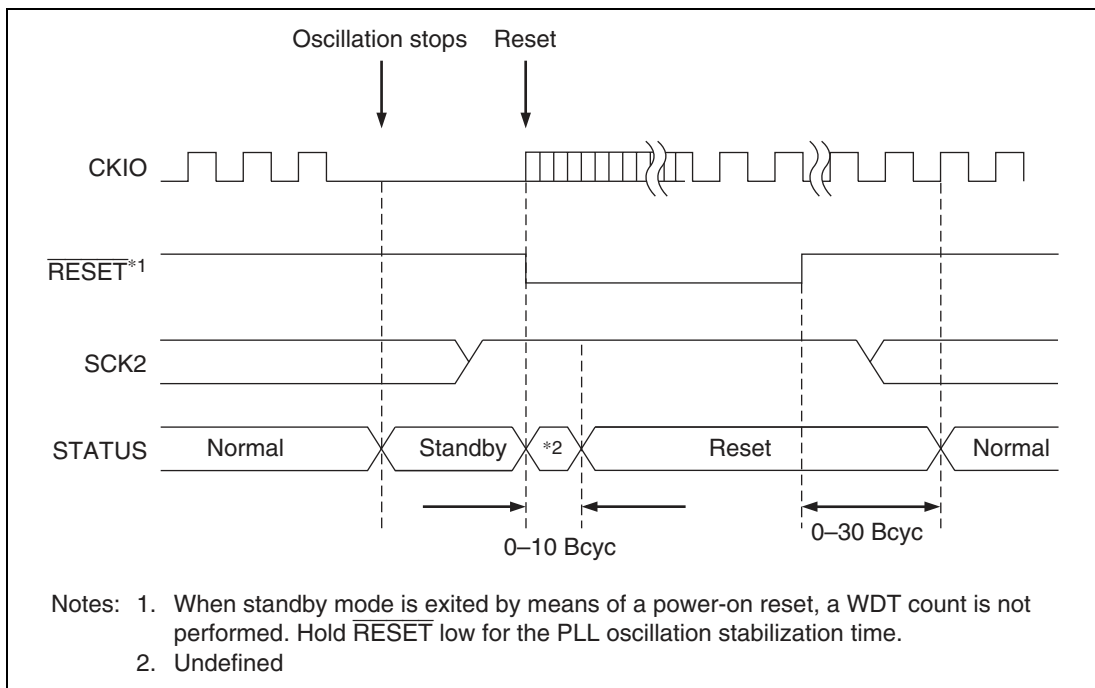 Oscillation stops Reset
CKIO
RESET*1
SCK2
STATUS Normal Standby *2 Reset Normal
0–10 Bcyc 0–30 Bcyc
Notes: 1. When standby mode is exited by means of a power-on reset, a WDT count is not
performed. Hold RESET low for the PLL oscillation stabilization time.
2. Undefined